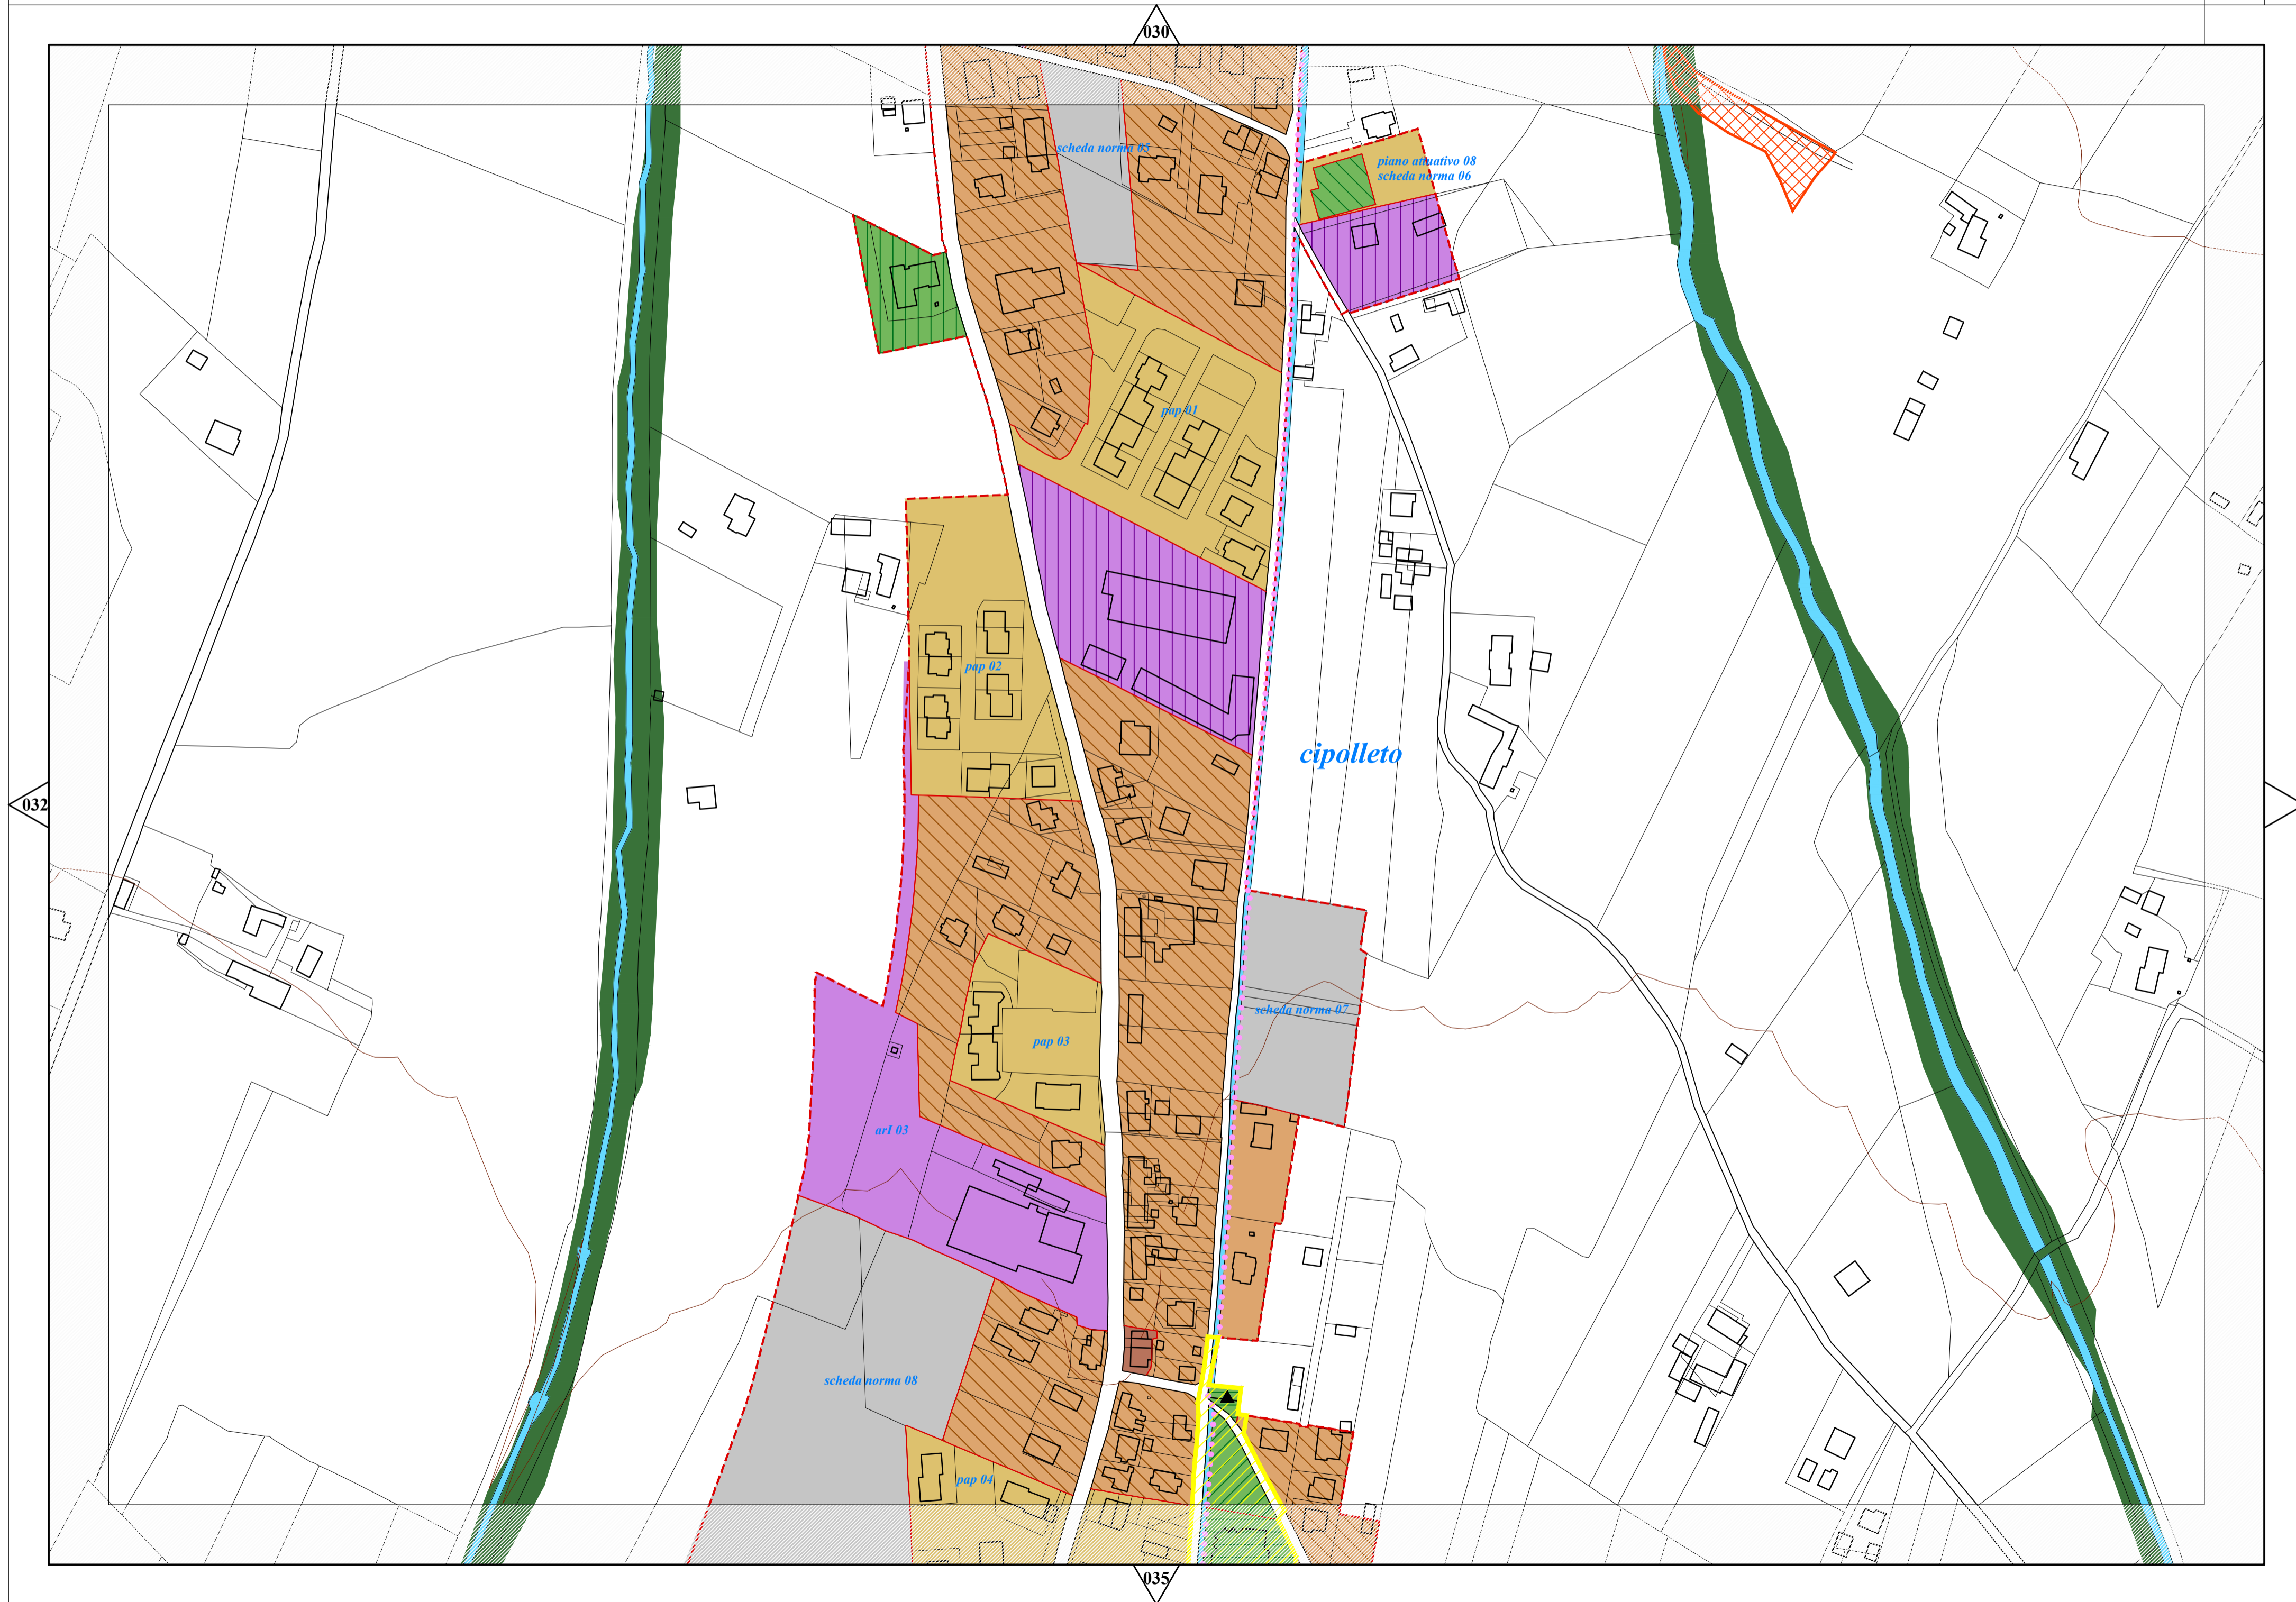 030
scheda norma 05
piano attuativo 08
scheda norma 06
pap 01
pap 02
cipolleto
032
scheda norma 07
pap 03
arI 03
scheda norma 08
pap 04
035